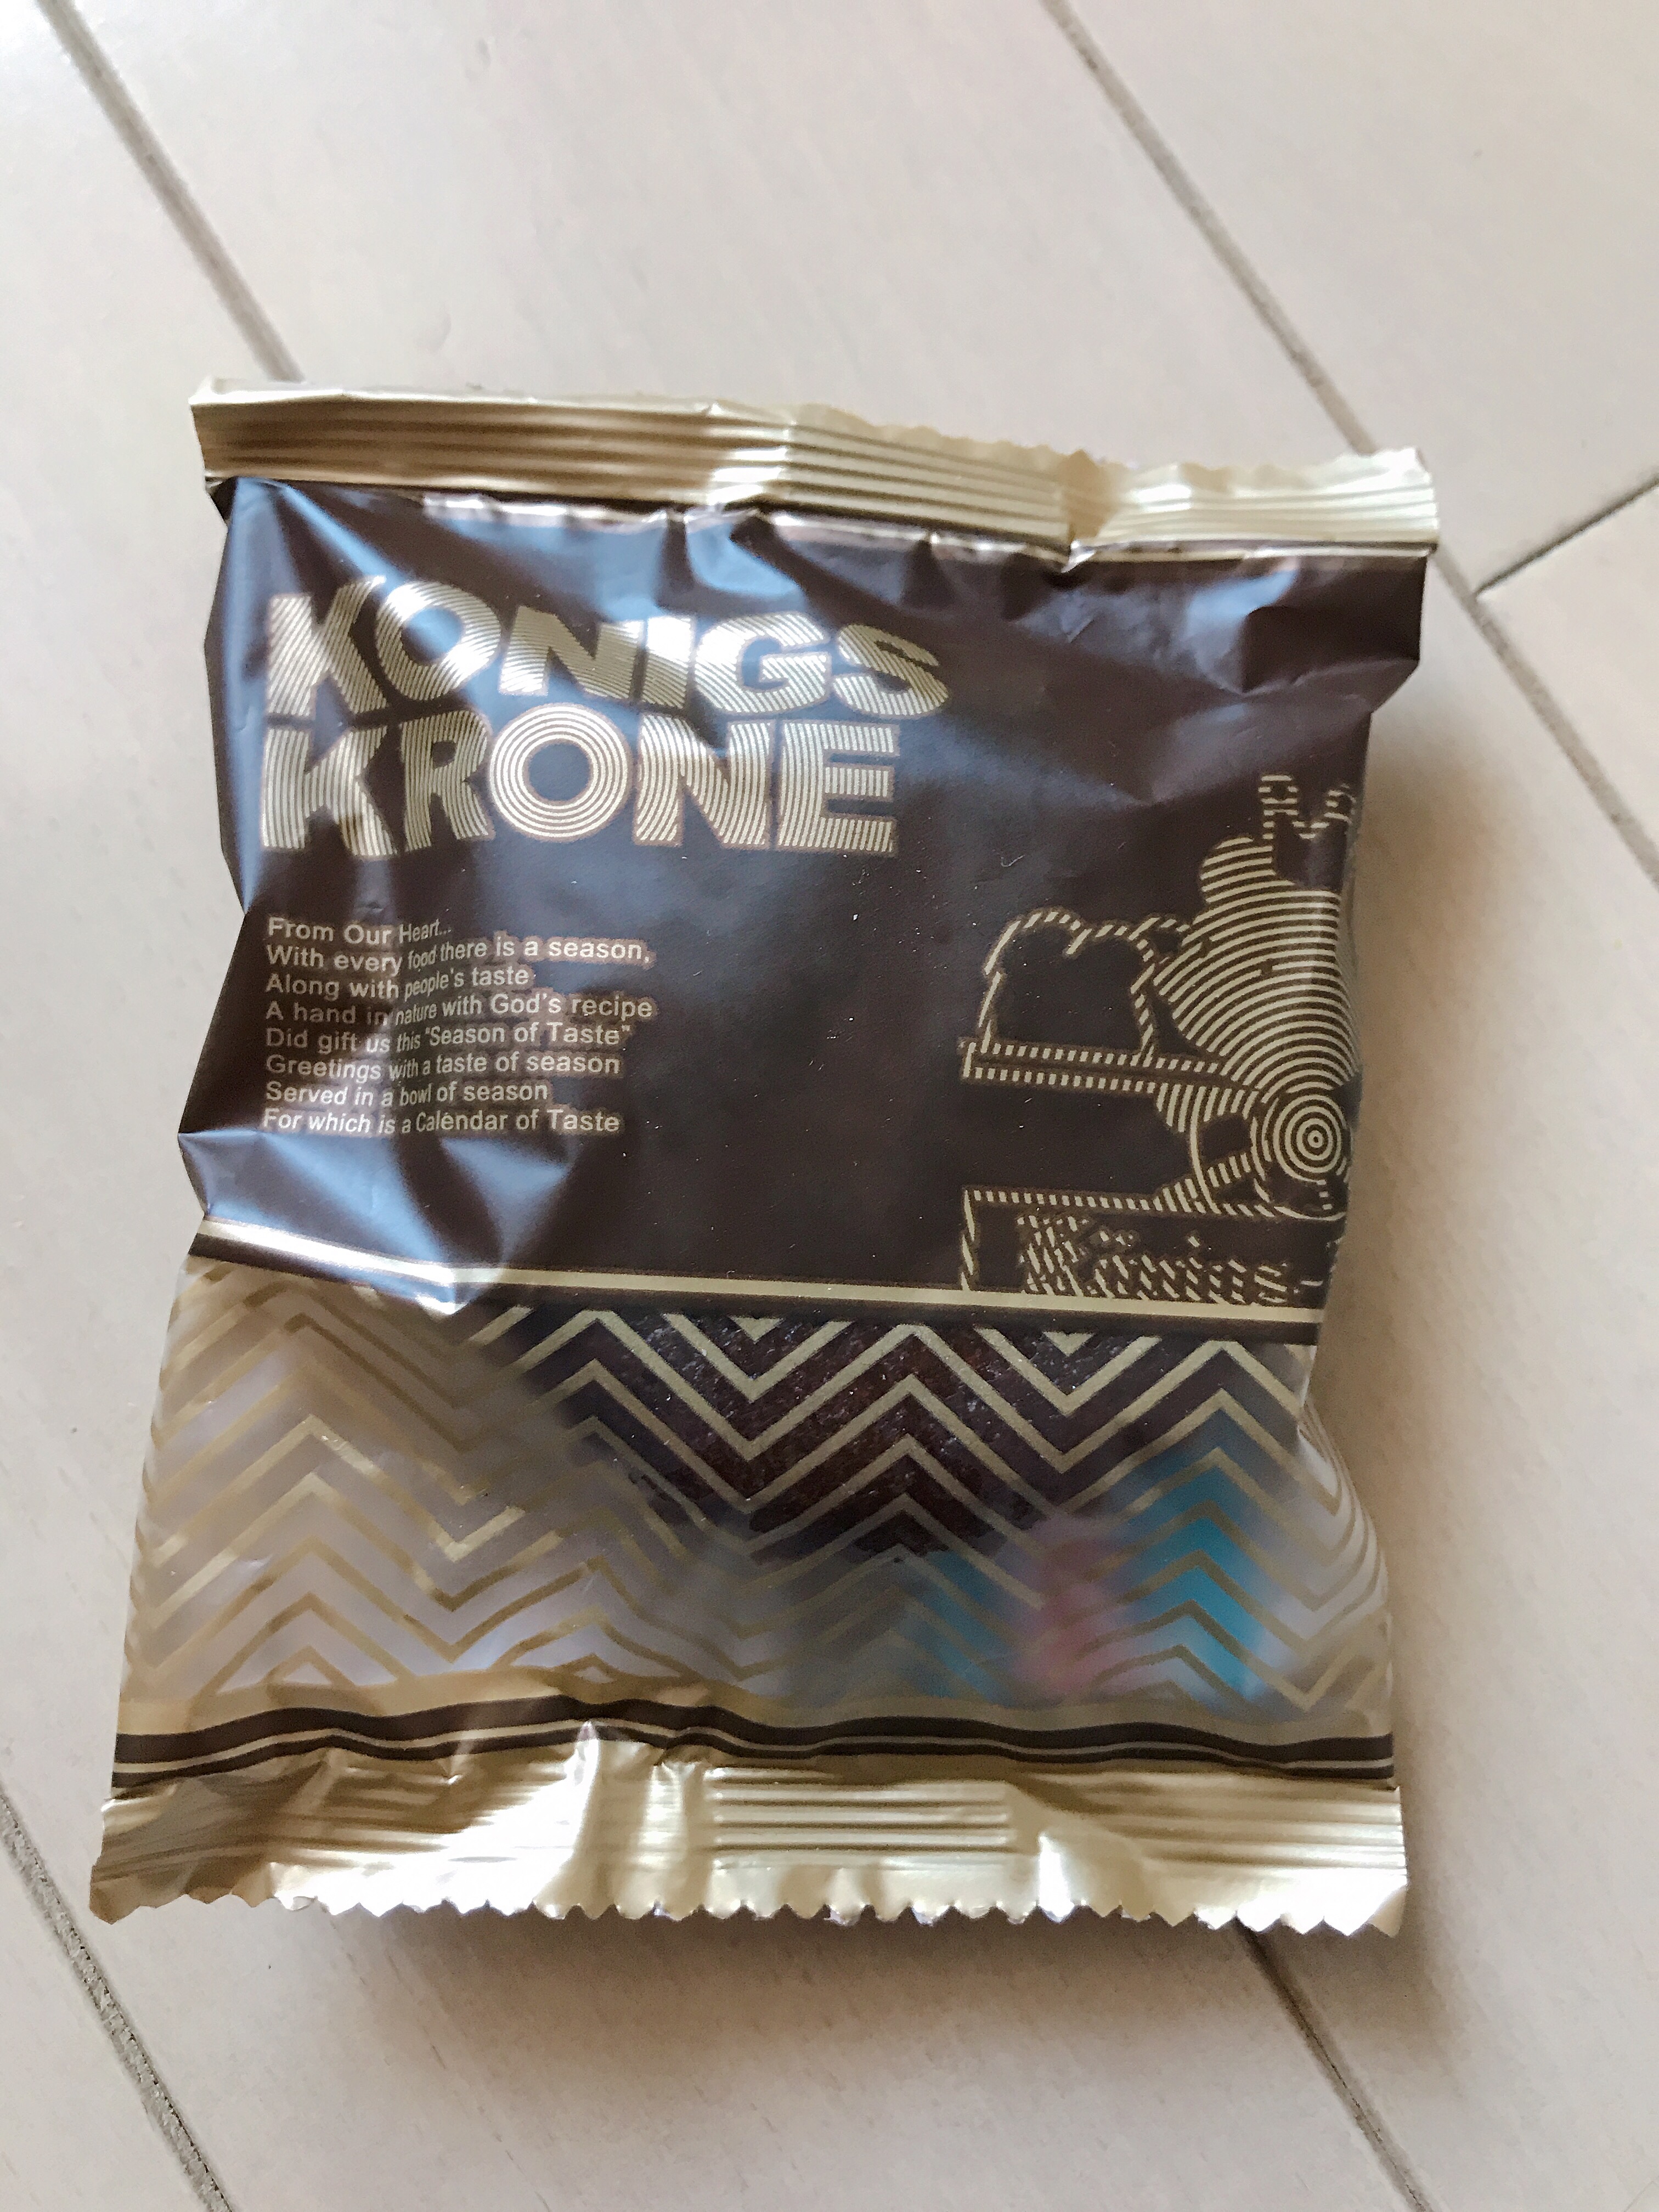 KONIGS
KRONE
From Our Heart...
With every food there is a season,
Along with people's taste
A hand in nature with God's recipe
Did gift us this "Season of Taste"
Greetings with a taste of season
Served in a bowl of season
For which is a Calendar of Taste
Königs-